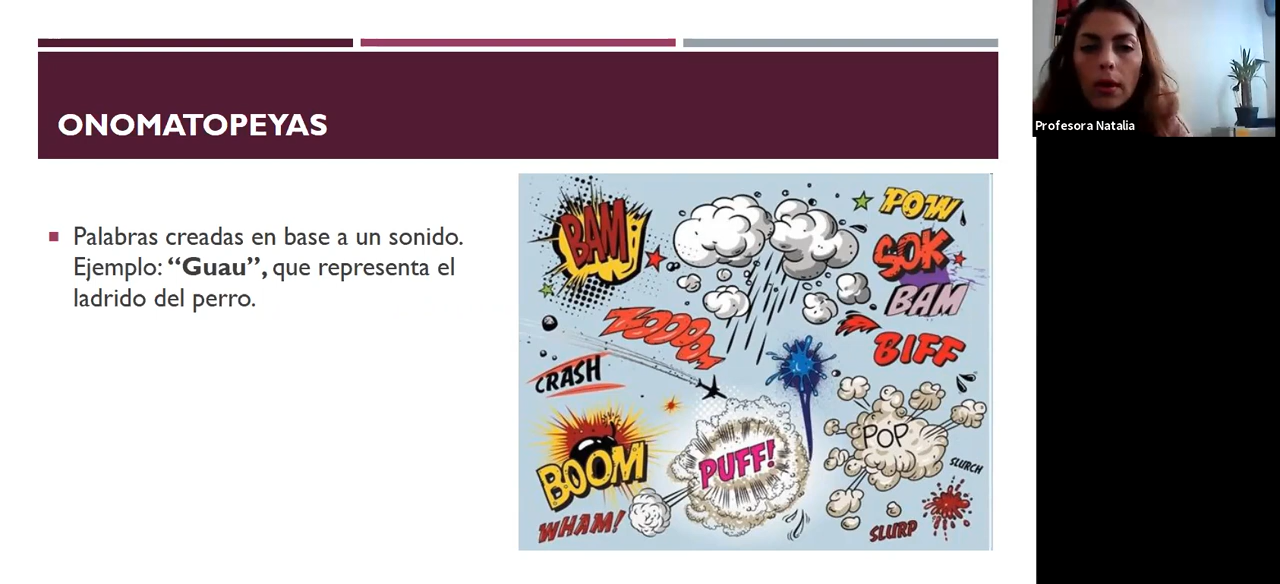 ONOMATOPEYAS
Palabras creadas en base a un sonido.
Ejemplo: “Guau”, que representa el
ladrido del perro.
BAM
POW
SOK
BAM
ZOOOOM
BIFF
CRASH
BOOM
PUFF!
POP
SLURCH
WHAM!
SLURP
Profesora Natalia